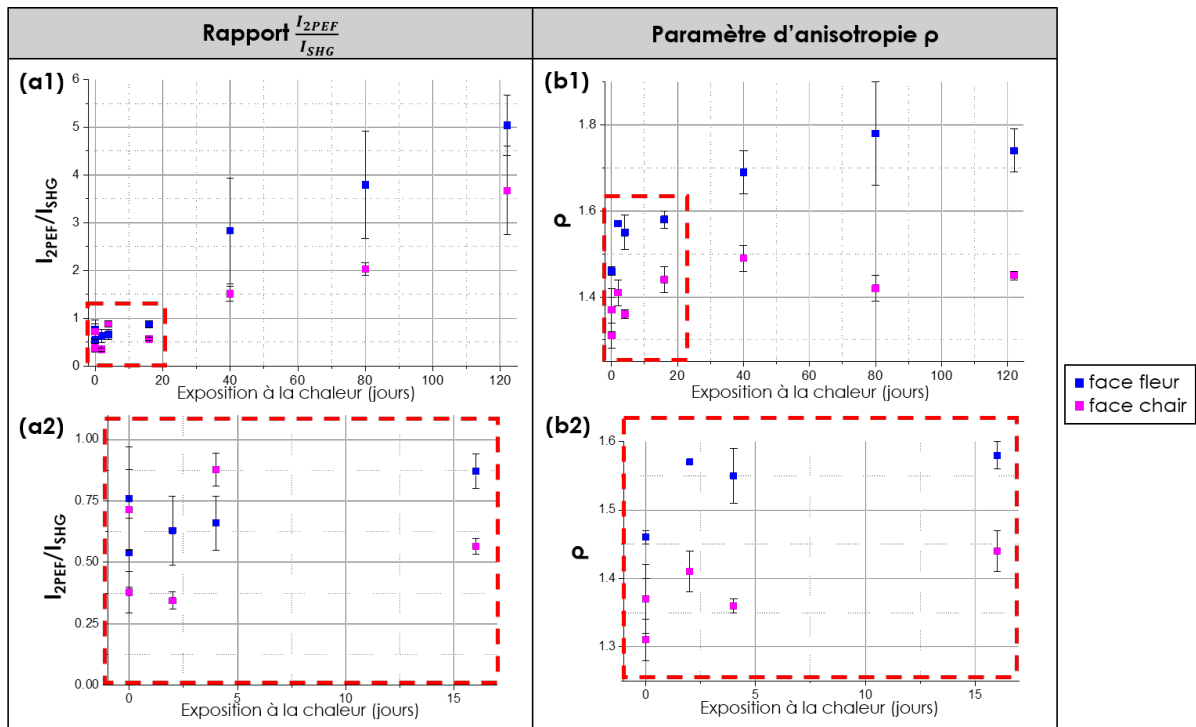 Rapport I2PEF/ISHG
Paramètre d'anisotropie ρ
(a1)
6
5
4
3
2
1
0
I2PEF/ISHG
0 20 40 60 80 100 120
Exposition à la chaleur (jours)
(b1)
1.8
1.6
1.4
ρ
0 20 40 60 80 100 120
Exposition à la chaleur (jours)
face fleur
face chair
(a2)
1.00
0.75
0.50
0.25
0.00
I2PEF/ISHG
0 5 10 15
Exposition à la chaleur (jours)
(b2)
1.6
1.5
1.4
1.3
ρ
0 5 10 15
Exposition à la chaleur (jours)